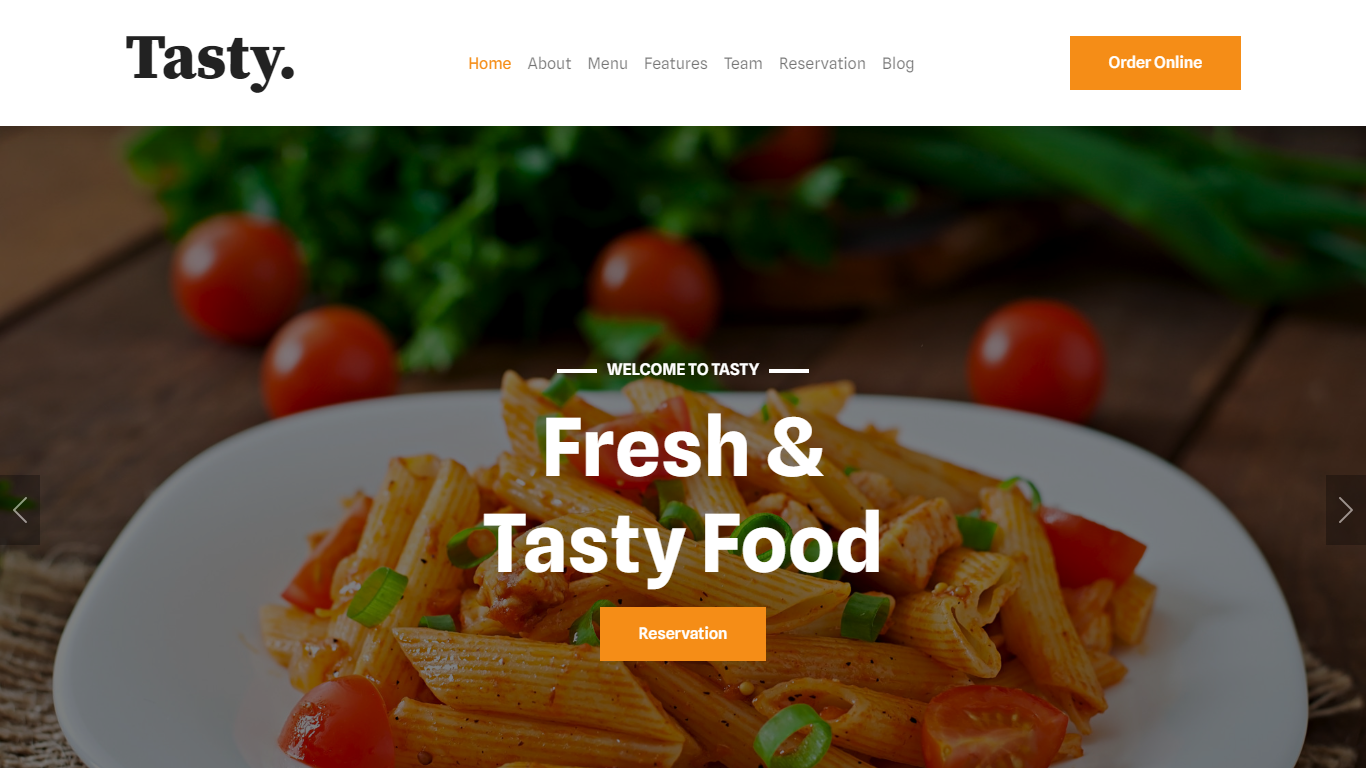 Tasty.
Home About Menu Features Team Reservation Blog
Order Online
WELCOME TO TASTY
Fresh &
Tasty Food
Reservation